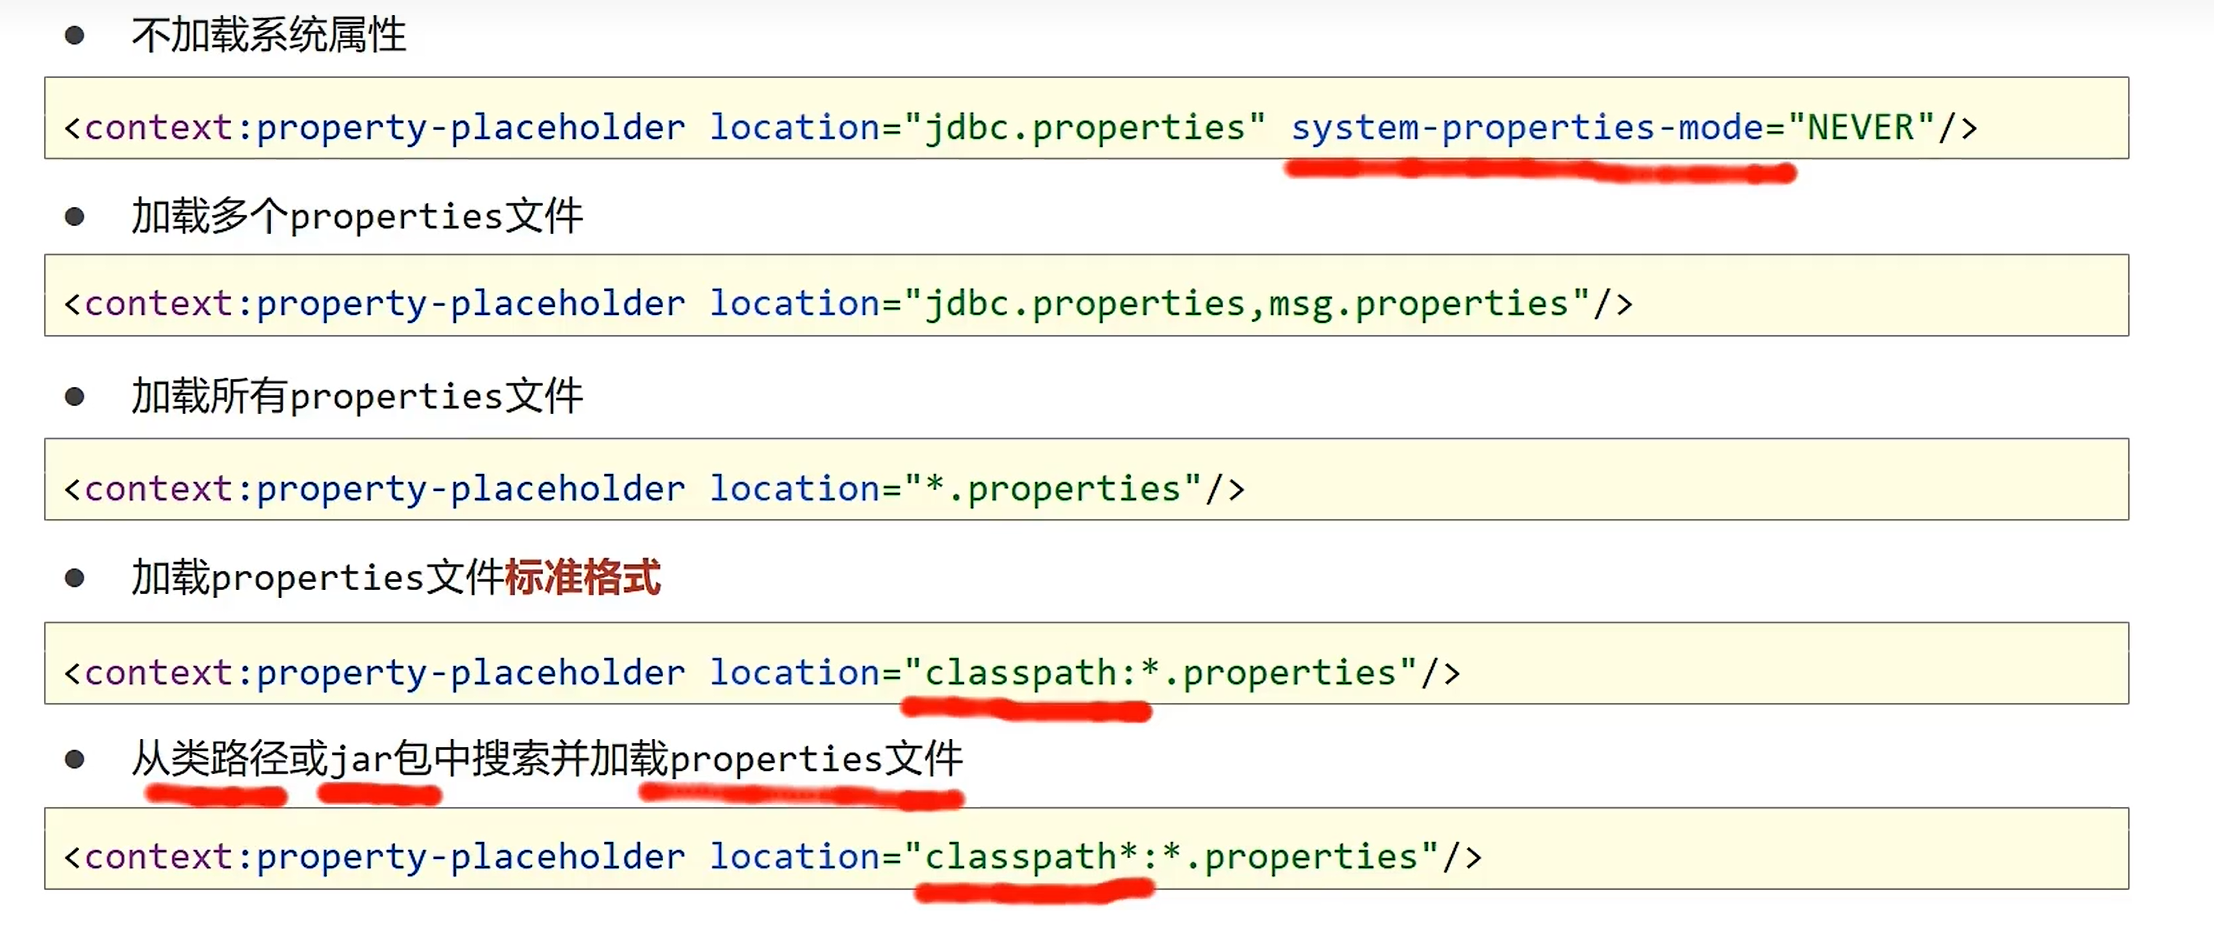 ● 不加载系统属性
<context:property-placeholder location="jdbc.properties" system-properties-mode="NEVER"/>
● 加载多个properties文件
<context:property-placeholder location="jdbc.properties,msg.properties"/>
● 加载所有properties文件
<context:property-placeholder location="*.properties"/>
● 加载properties文件标准格式
<context:property-placeholder location="classpath:*.properties"/>
● 从类路径或jar包中搜索并加载properties文件
<context:property-placeholder location="classpath*:*.properties"/>